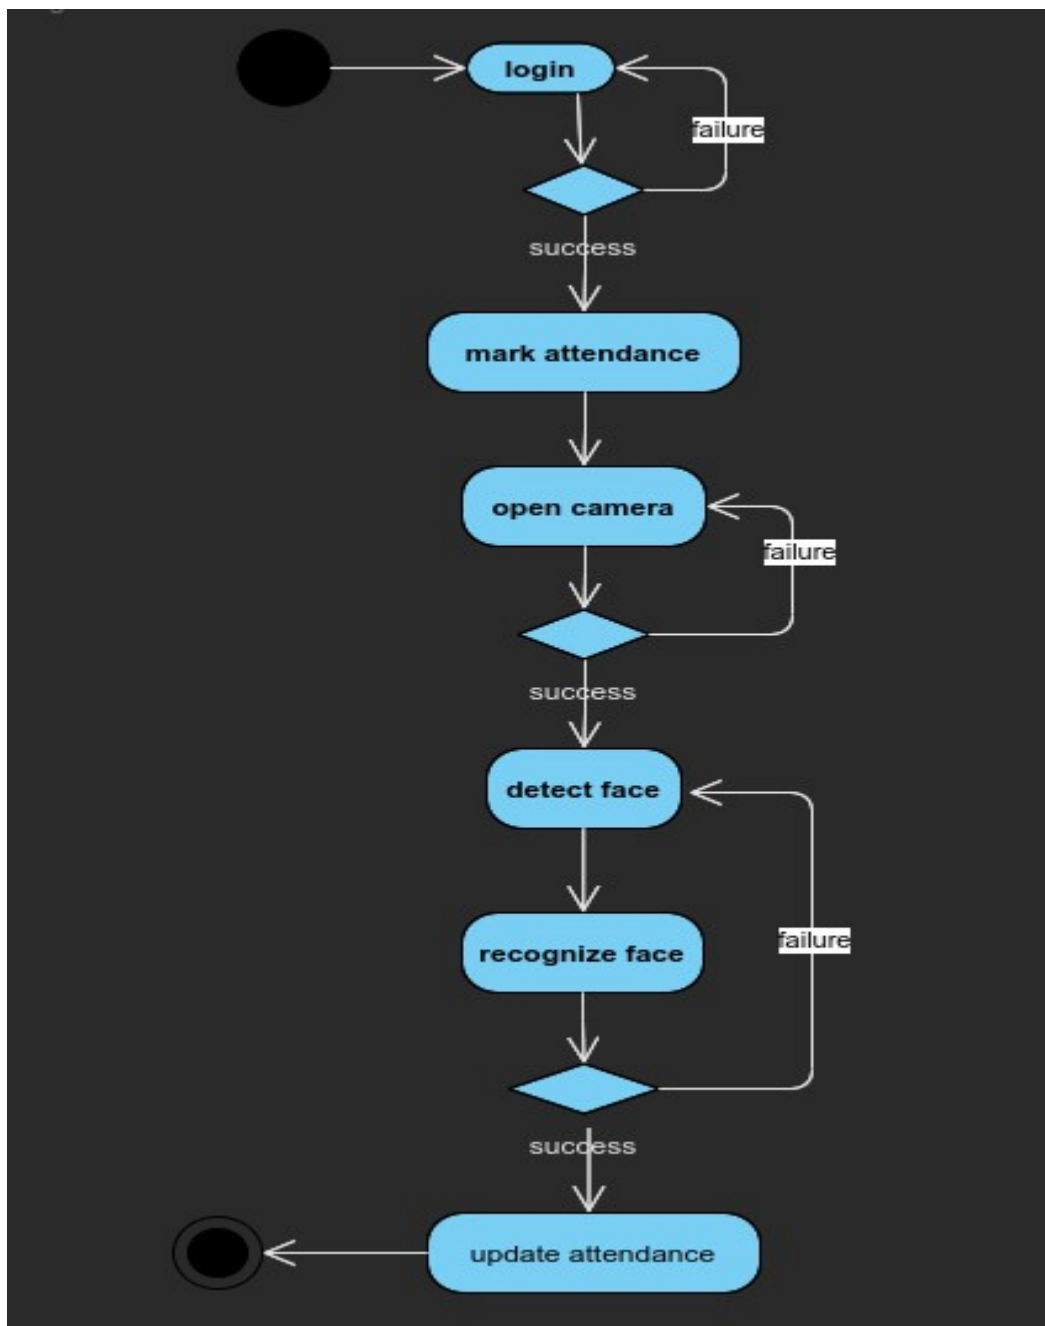 login
failure
success
mark attendance
open camera
failure
success
detect face
recognize face
failure
success
update attendance